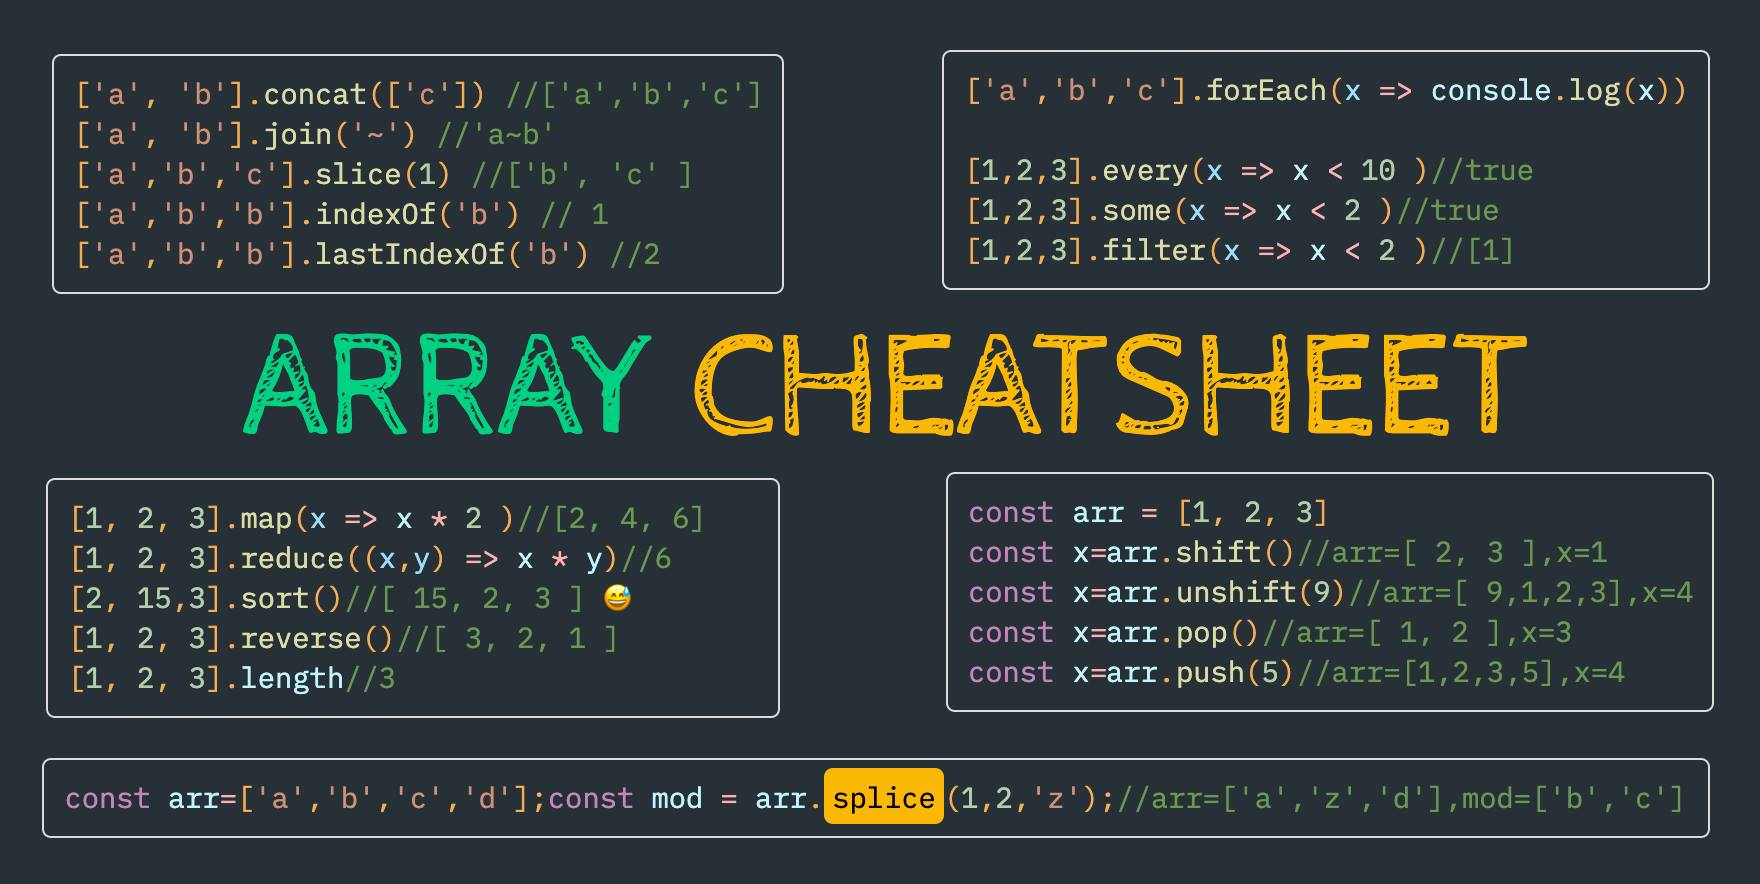 ['a', 'b'].concat(['c']) //['a','b','c']
['a', 'b'].join('~') //'a~b'
['a','b','c'].slice(1) //['b', 'c' ]
['a','b','b'].indexOf('b') // 1
['a','b','b'].lastIndexOf('b') //2
['a','b','c'].forEach(x => console.log(x))
[1,2,3].every(x => x < 10 )//true
[1,2,3].some(x => x < 2 )//true
[1,2,3].filter(x => x < 2 )//[1]
ARRAY CHEATSHEET
[1, 2, 3].map(x => x * 2 )//[2, 4, 6]
[1, 2, 3].reduce((x,y) => x * y)//6
[2, 15,3].sort()//[ 15, 2, 3 ] 😅
[1, 2, 3].reverse()//[ 3, 2, 1 ]
[1, 2, 3].length//3
const arr = [1, 2, 3]
const x=arr.shift()//arr=[ 2, 3 ],x=1
const x=arr.unshift(9)//arr=[ 9,1,2,3],x=4
const x=arr.pop()//arr=[ 1, 2 ],x=3
const x=arr.push(5)//arr=[1,2,3,5],x=4
const arr=['a','b','c','d'];const mod = arr.splice(1,2,'z');//arr=['a','z','d'],mod=['b','c']